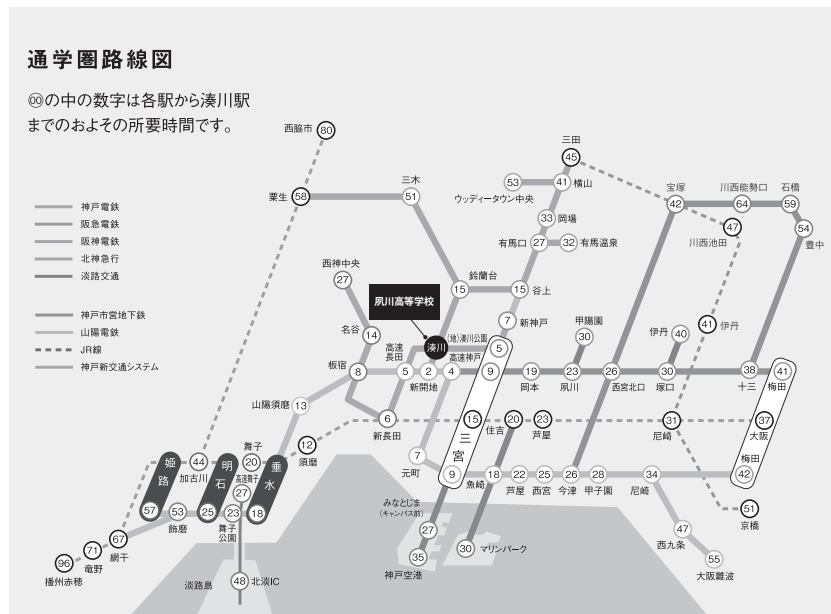 通学圏路線図
⓪⓪の中の数字は各駅から湊川駅
までのおよその所要時間です。
神戸電鉄
阪急電鉄
阪神電鉄
北神急行
淡路交通
神戸市営地下鉄
山陽電鉄
JR線
神戸新交通システム
西脇市 80
粟生 58
三木
51
三田
45
ウッディータウン中央
53
41 横山
33 岡場
有馬口 27
32 有馬温泉
宝塚
42
川西能勢口
64
石橋
59
54
豊中
47
川西池田
西神中央
27
鈴蘭台
15
15
谷上
夙川高等学校
7 新神戸
名谷 14
高速
長田
湊川
(地)湊川公園
5
高速神戸
甲陽園
30
伊丹
40
41 伊丹
板宿 8
5
2
新開地
4
9
19
岡本
23
夙川
26
西宮北口
30
塚口
38
十三
41
梅田
山陽須磨 13
6
新長田
15
三宮
住吉
20
23
芦屋
31
尼崎
37
大阪
梅田
42
12
須磨
舞子
20
高速舞子
27
垂水
18
姫路
57
44
加古川
明石
25
53
飾磨
23
舞子
公園
7
元町
9
18
魚崎
22
芦屋
25
西宮
26
今津
28
甲子園
34
尼崎
51
京橋
47
西九条
55
大阪難波
みなとじま
(キャンパス前)
27
35
神戸空港
30 マリンパーク
67
網干
71
竜野
96
播州赤穂
淡路島
48 北淡IC